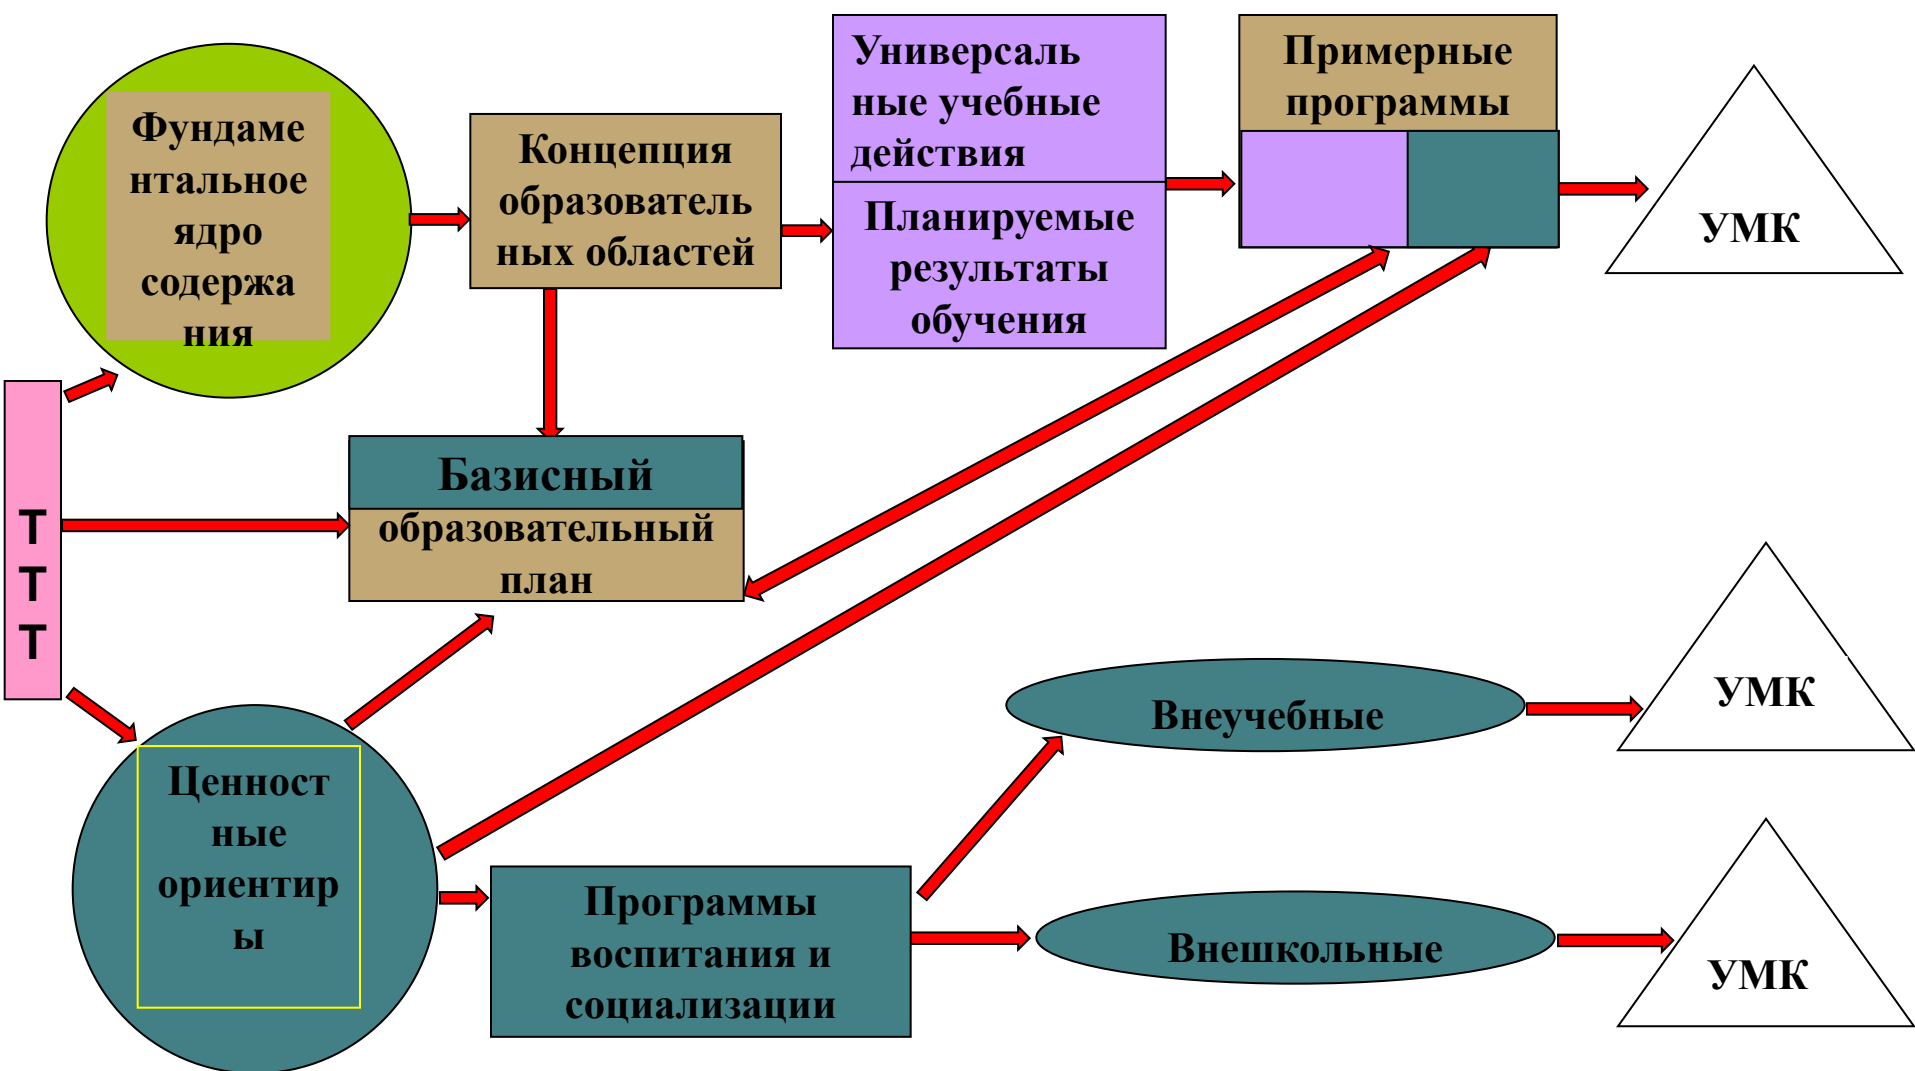 Фундаме
нтальное
ядро
содержа
ния
Концепция
образователь
ных областей
Универсаль
ные учебные
действия
Планируемые
результаты
обучения
Примерные
программы
УМК
Т
Т
Т
Базисный
образовательный
план
Ценност
ные
ориентир
ы
Программы
воспитания и
социализации
Внеучебные
УМК
Внешкольные
УМК